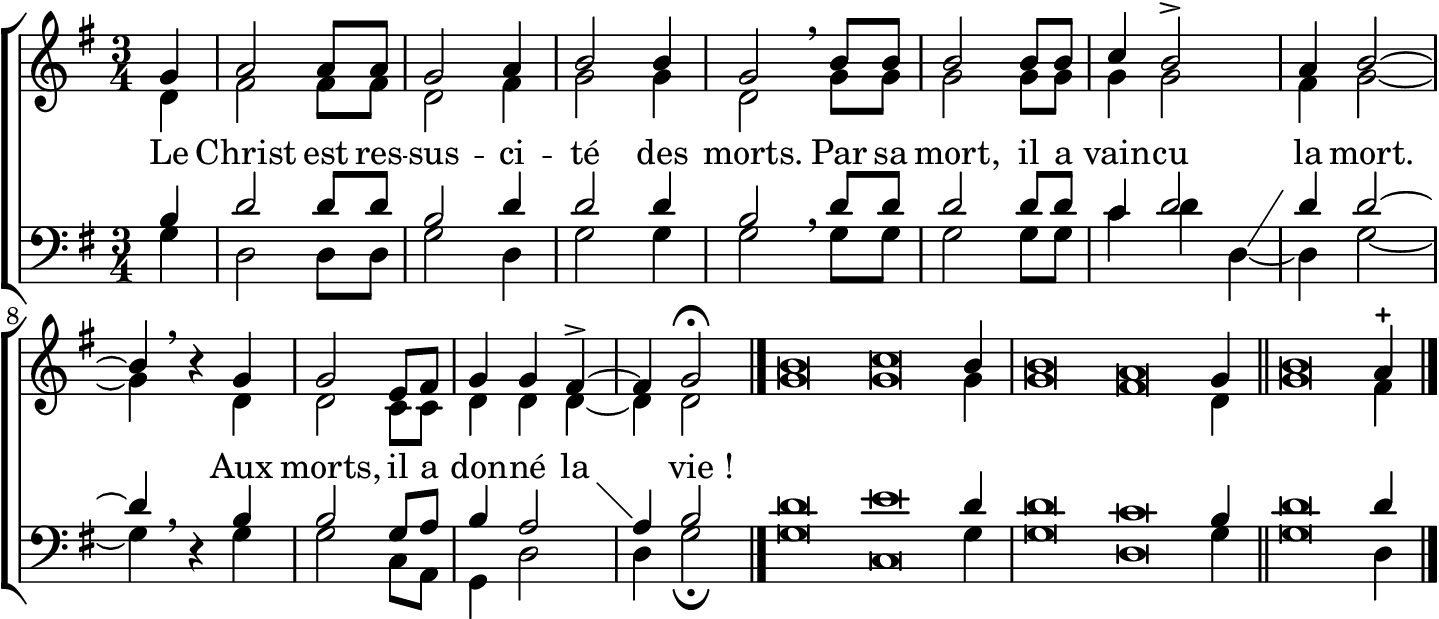 Le Christ est res-sus - ci - té des morts. Par sa mort, il a vaincu la mort.
8
Aux morts, il a donné la vie !